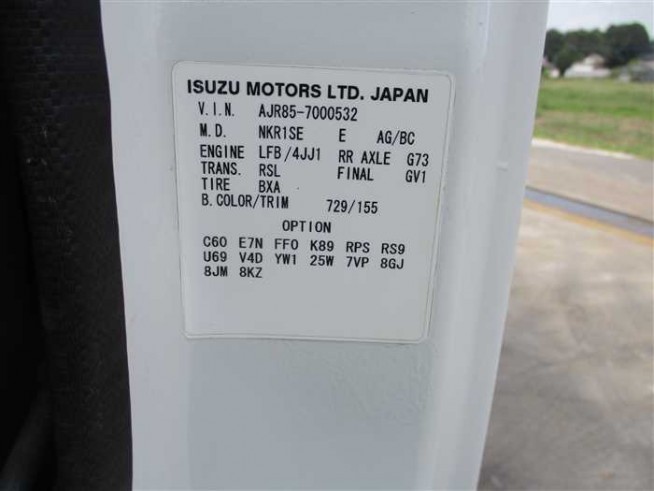 ISUZU MOTORS LTD. JAPAN
V.I.N. AJR85-7000532
M.D. NKR1SE E AG/BC
ENGINE LFB/4JJ1 RR AXLE G73
TRANS. RSL FINAL GV1
TIRE BXA
B.COLOR/TRIM 729/155
OPTION
C60 E7N FF0 K89 RPS RS9
U69 V4D YW1 25W 7VP 8GJ
8JM 8KZ